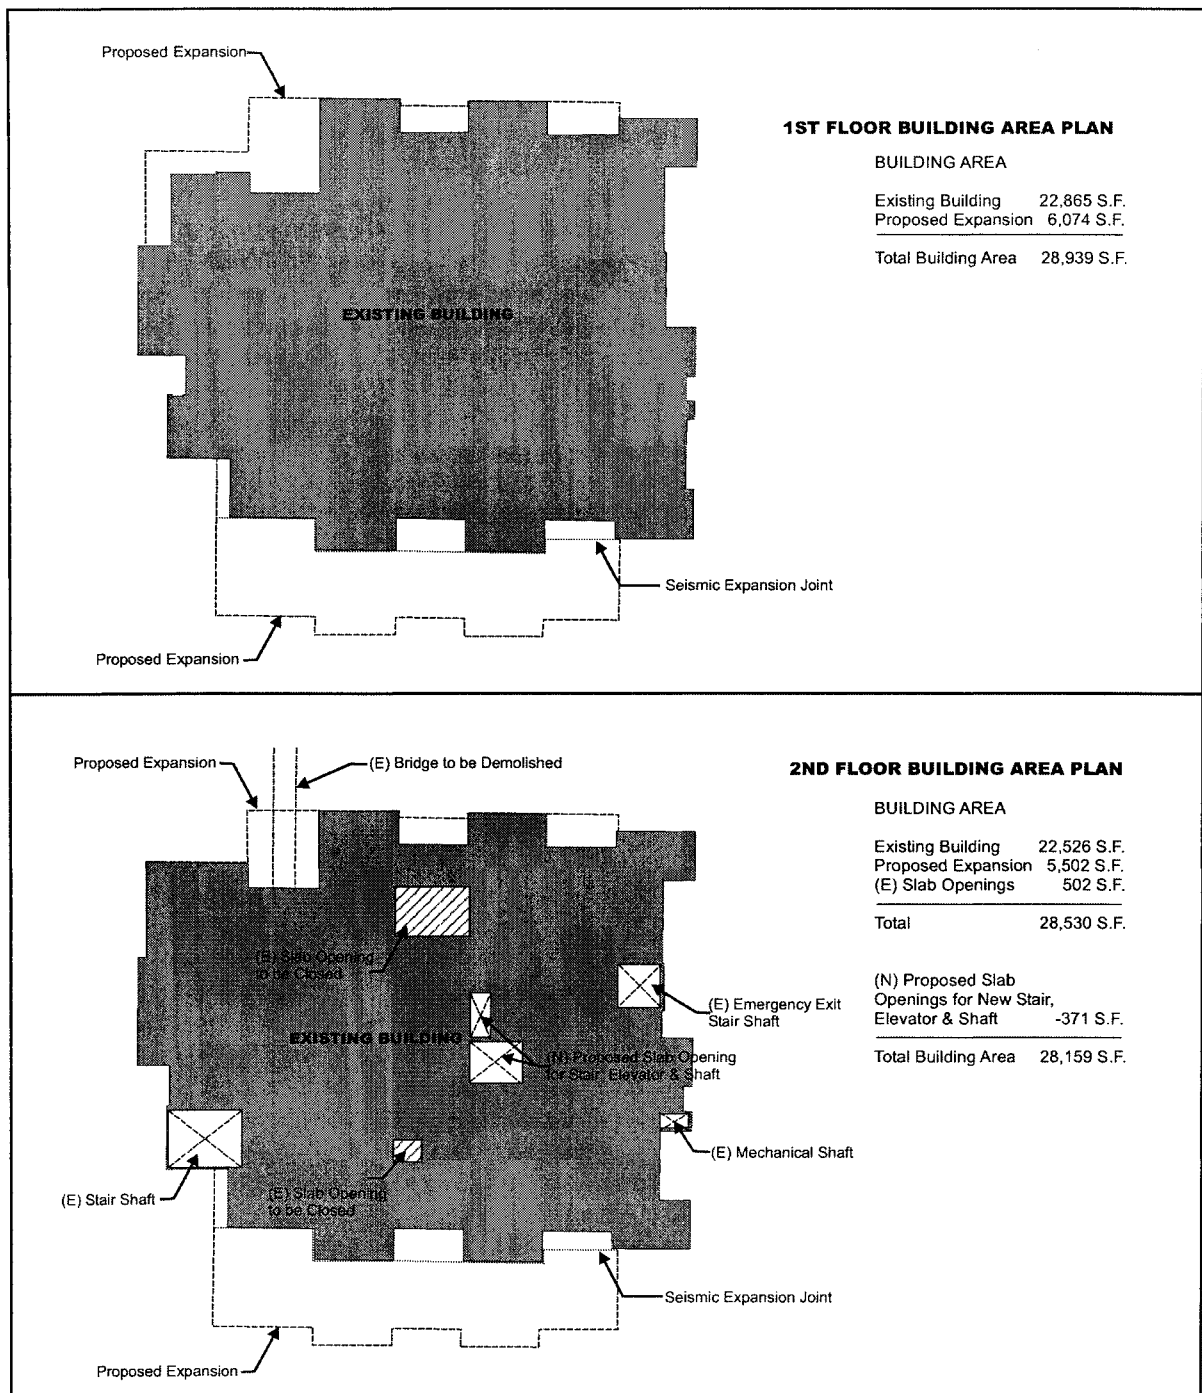 Proposed Expansion
1ST FLOOR BUILDING AREA PLAN
BUILDING AREA
Existing Building 22,865 S.F.
Proposed Expansion 6,074 S.F.
Total Building Area 28,939 S.F.
EXISTING BUILDING
Seismic Expansion Joint
Proposed Expansion
Proposed Expansion
(E) Bridge to be Demolished
2ND FLOOR BUILDING AREA PLAN
BUILDING AREA
Existing Building 22,526 S.F.
Proposed Expansion 5,502 S.F.
(E) Slab Openings 502 S.F.
Total 28,530 S.F.
(N) Proposed Slab
Openings for New Stair,
Elevator & Shaft -371 S.F.
Total Building Area 28,159 S.F.
(E) Slab Opening
to be Closed
(E) Emergency Exit
Stair Shaft
EXISTING BUILDING
(N) Proposed Slab Opening
for Stair, Elevator & Shaft
(E) Mechanical Shaft
(E) Stair Shaft
(E) Slab Opening
to be Closed
Seismic Expansion Joint
Proposed Expansion